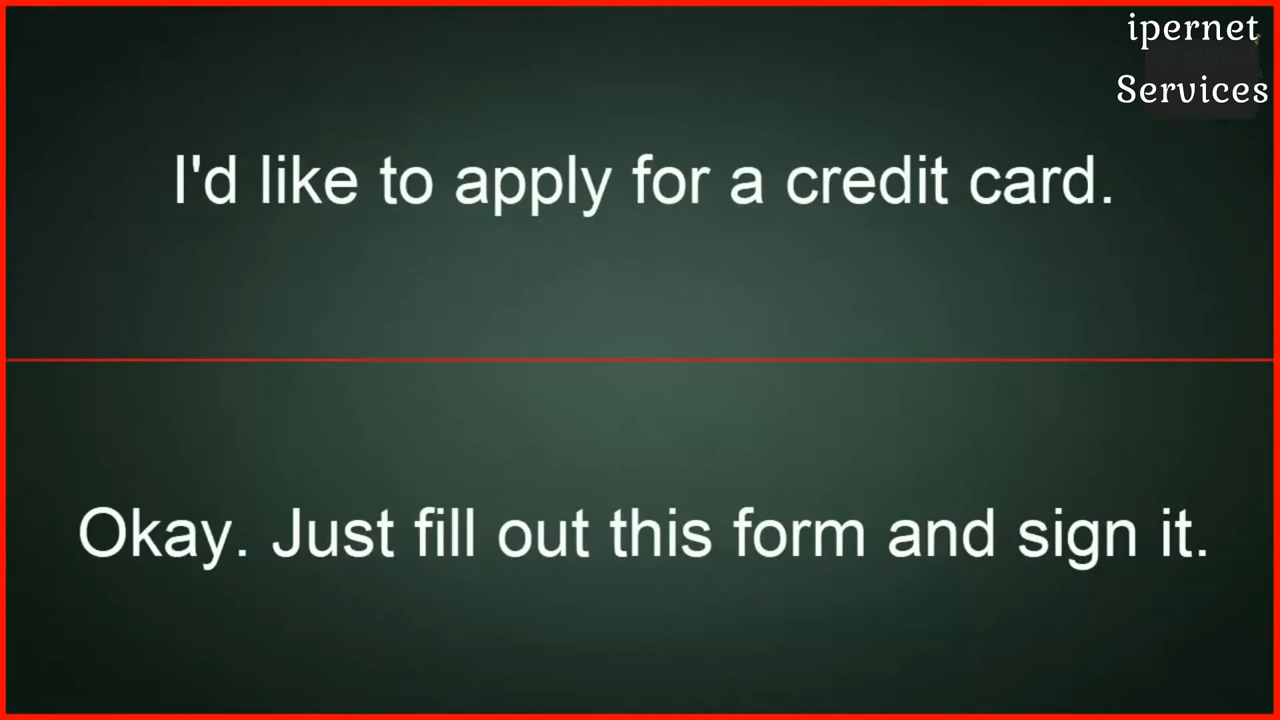 ipernet
Services
I'd like to apply for a credit card.
Okay. Just fill out this form and sign it.